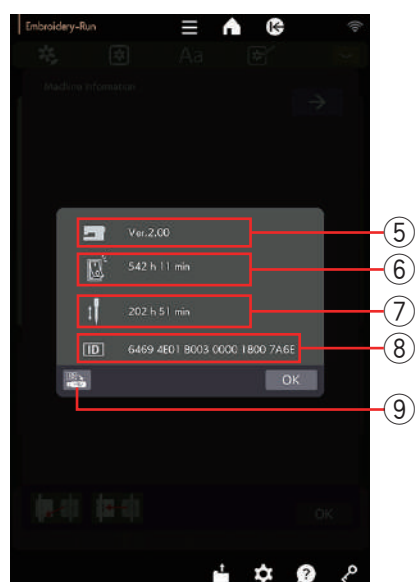 Embroidery-Run
Aa
Machine Information
Ver.2.00
5
542 h 11 min
6
202 h 51 min
7
ID
6469 4E01 B003 0000 1800 7A6E
8
OK
9
OK